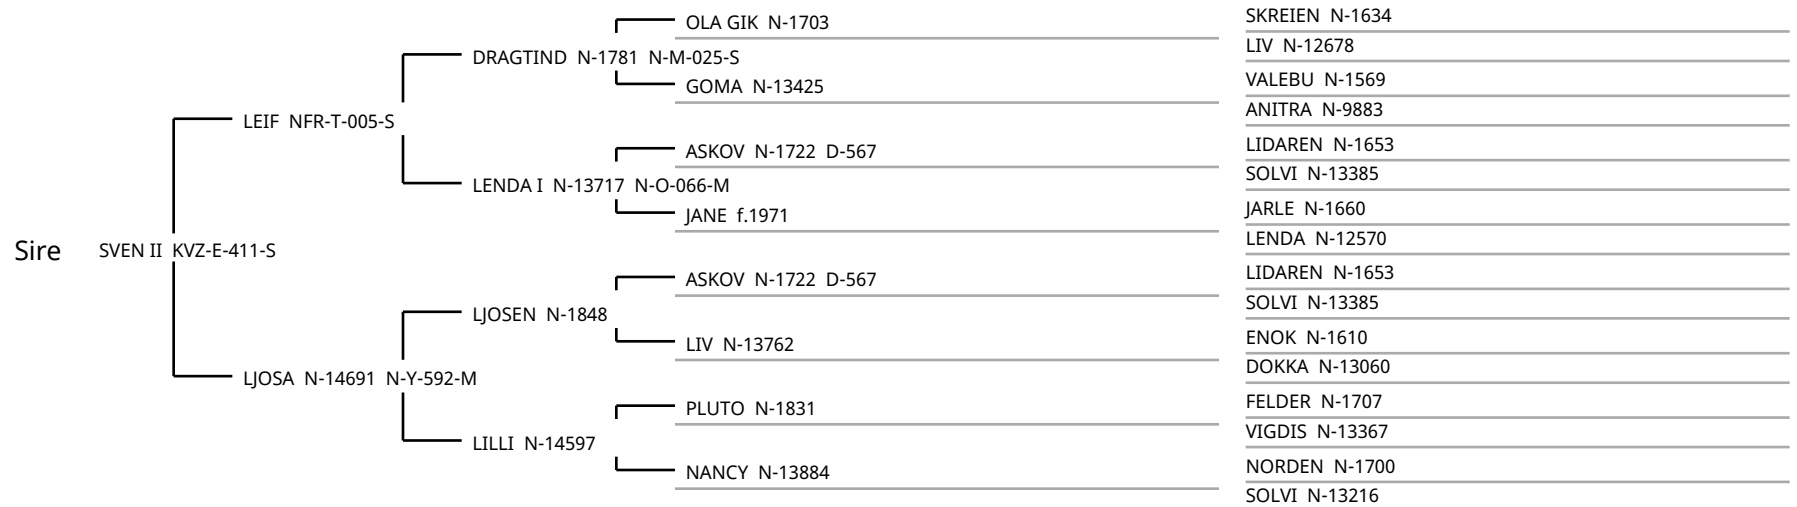 SKREIEN N-1634
OLA GIK N-1703
LIV N-12678
DRAGTIND N-1781 N-M-025-S
VALEBU N-1569
GOMA N-13425
ANITRA N-9883
LEIF NFR-T-005-S
LIDAREN N-1653
ASKOV N-1722 D-567
SOLVI N-13385
LENDA I N-13717 N-O-066-M
JARLE N-1660
JANE f.1971
LENDA N-12570
Sire SVEN II KVZ-E-411-S
LIDAREN N-1653
ASKOV N-1722 D-567
SOLVI N-13385
LJOSEN N-1848
ENOK N-1610
LIV N-13762
DOKKA N-13060
LJOSA N-14691 N-Y-592-M
FELDER N-1707
PLUTO N-1831
VIGDIS N-13367
LILLI N-14597
NORDEN N-1700
NANCY N-13884
SOLVI N-13216